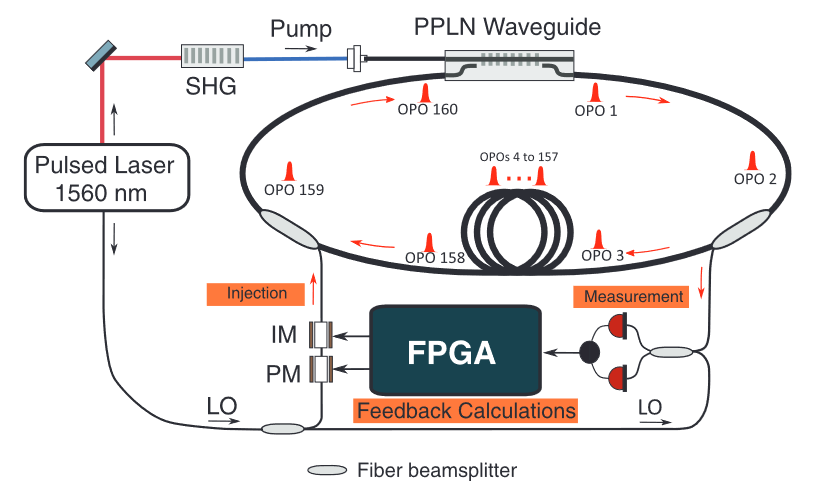 Pump
PPLN Waveguide
SHG
OPO 160
OPO 1
Pulsed Laser
1560 nm
OPOs 4 to 157
OPO 159
OPO 2
OPO 158
OPO 3
Injection
Measurement
IM
PM
FPGA
Feedback Calculations
LO
LO
Fiber beamsplitter